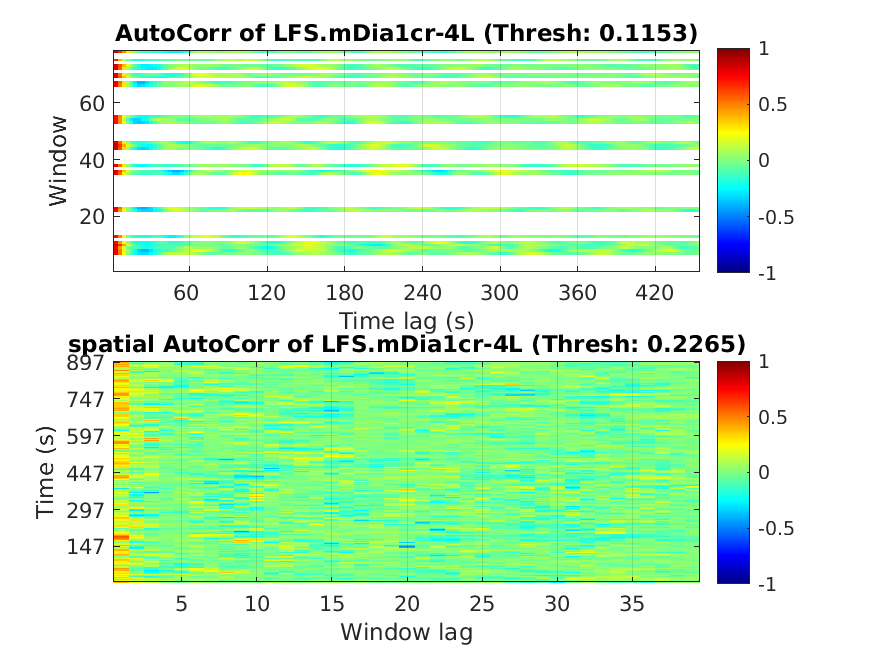 AutoCorr of LFS.mDia1cr-4L (Thresh: 0.1153)
Window
60
40
20
60 120 180 240 300 360 420
Time lag (s)
1
0.5
0
-0.5
-1
spatial AutoCorr of LFS.mDia1cr-4L (Thresh: 0.2265)
Time (s)
897
747
597
447
297
147
5 10 15 20 25 30 35
Window lag
1
0.5
0
-0.5
-1